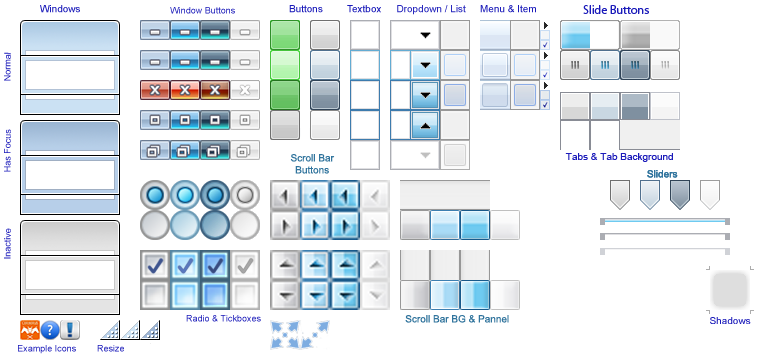 Windows
Window Buttons
Buttons
Textbox
Dropdown / List
Menu & Item
Slide Buttons
Normal
Has Focus
Inactive
Scroll Bar
Buttons
Tabs & Tab Background
Sliders
Radio & Tickboxes
Scroll Bar BG & Pannel
Shadows
Example Icons
Resize